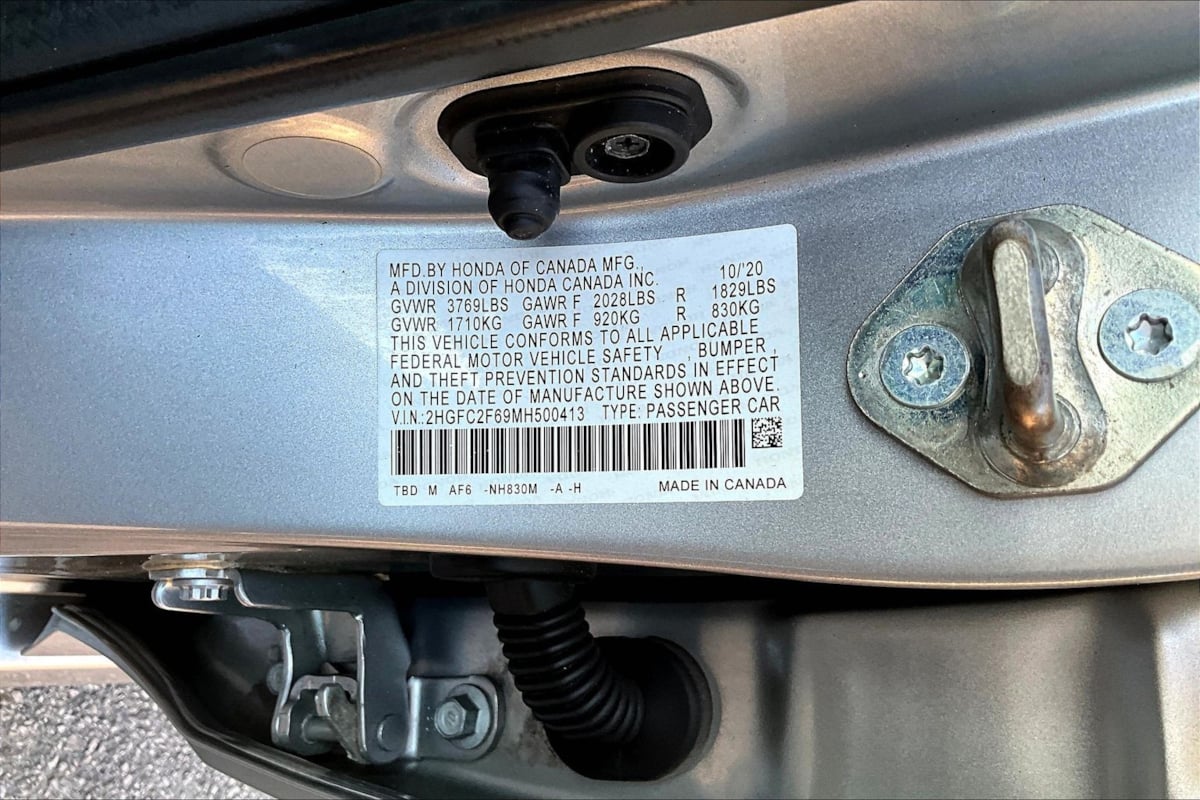 MFD.BY HONDA OF CANADA MFG., 10/'20
A DIVISION OF HONDA CANADA INC.
GVWR 3769LBS GAWR F 2028LBS R 1829LBS
GVWR 1710KG GAWR F 920KG R 830KG
THIS VEHICLE CONFORMS TO ALL APPLICABLE
FEDERAL MOTOR VEHICLE SAFETY , BUMPER ,
AND THEFT PREVENTION STANDARDS IN EFFECT
ON THE DATE OF MANUFACTURE SHOWN ABOVE.
V.I.N.:2HGFC2F69MH500413 TYPE: PASSENGER CAR
TBD M AF6 -NH830M -A -H MADE IN CANADA